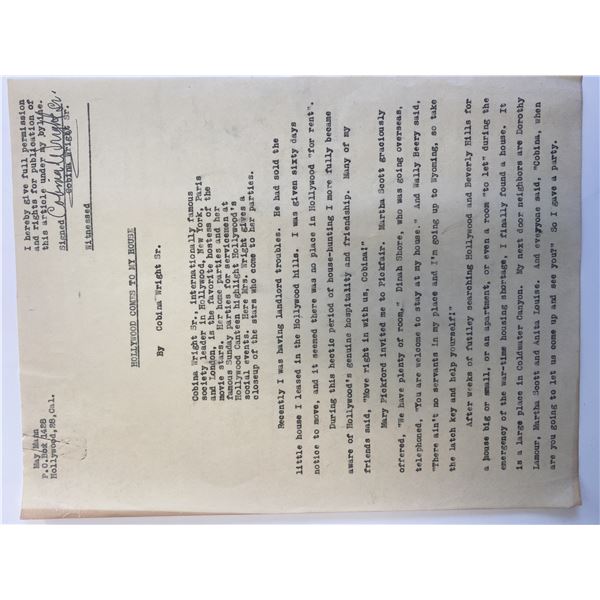 May Mann
P.O.Box 1428
Hollywood,28,Cal.
I hereby give full permission
and rights for publication of
this article under my byline.
Signed Cobina Wright Sr.
Cobina Wright Sr.
Witnessed
HOLLYWOOD COMES TO MY HOUSE
By Cobina Wright Sr.
Cobina Wright Sr., internationally famous
society leader in Hollywood, New York, Paris
and London, is the favorite hostess of the
movie stars. Her home parties and her
famous Sunday parties for servicemen at
Hollywood Canteen highlight Hollywood's
social events. Here Mrs. Wright gives a
closeup of the stars who come to her parties.
Recently I was having landlord troubles. He had sold the
little house I leased in the Hollywood hills. I was given sixty days
notice to move, and it seemed there was no place in Hollywood "for rent".
During this hectic period of house-hunting I more fully became
aware of Hollywood's genuine hospitality and friendship. Many of my
friends said, "Move right in with us, Cobina!"
Mary Pickford invited me to Pickfair. Martha Scott graciously
offered, "We have plenty of room," Dinah Shore, who was going overseas,
telephoned, "You are welcome to stay at my house." And Wally Beery said,
"There ain't no servants in my place and I'm going up to Wyoming, so take
the latch key and help yourself!"
After weeks of futiley searching Hollywood and Beverly Hills for
a house big or small, or an apartment, or even a room "to let" during the
emergency of the war-time housing shortage, I finally found a house. It
is a large place in Coldwater Canyon. My next door neighbors are Dorothy
Lamour, Martha Scott and Anita Louise. And everyone said, "Cobina, when
are you going to let us come up and see you?" So I gave a party.